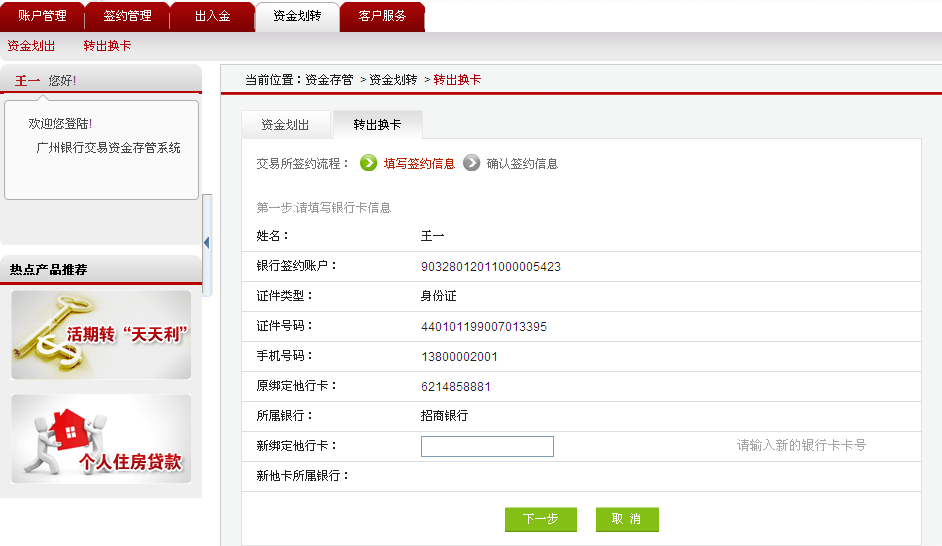 账户管理 签约管理 出入金 资金划转 客户服务
资金划出 转出换卡
王一 您好!
当前位置：资金存管 > 资金划转 > 转出换卡
欢迎您登陆!
广州银行交易资金存管系统
热点产品推荐
活期转“天天利”
个人住房贷款
资金划出 转出换卡
交易所签约流程： 填写签约信息 确认签约信息
第一步:请填写银行卡信息
姓名： 王一
银行签约账户： 90328012011000005423
证件类型： 身份证
证件号码： 440101199007013395
手机号码： 13800002001
原绑定他行卡： 6214858881
所属银行： 招商银行
新绑定他行卡： 请输入新的银行卡卡号
新他卡所属银行：
下一步 取 消